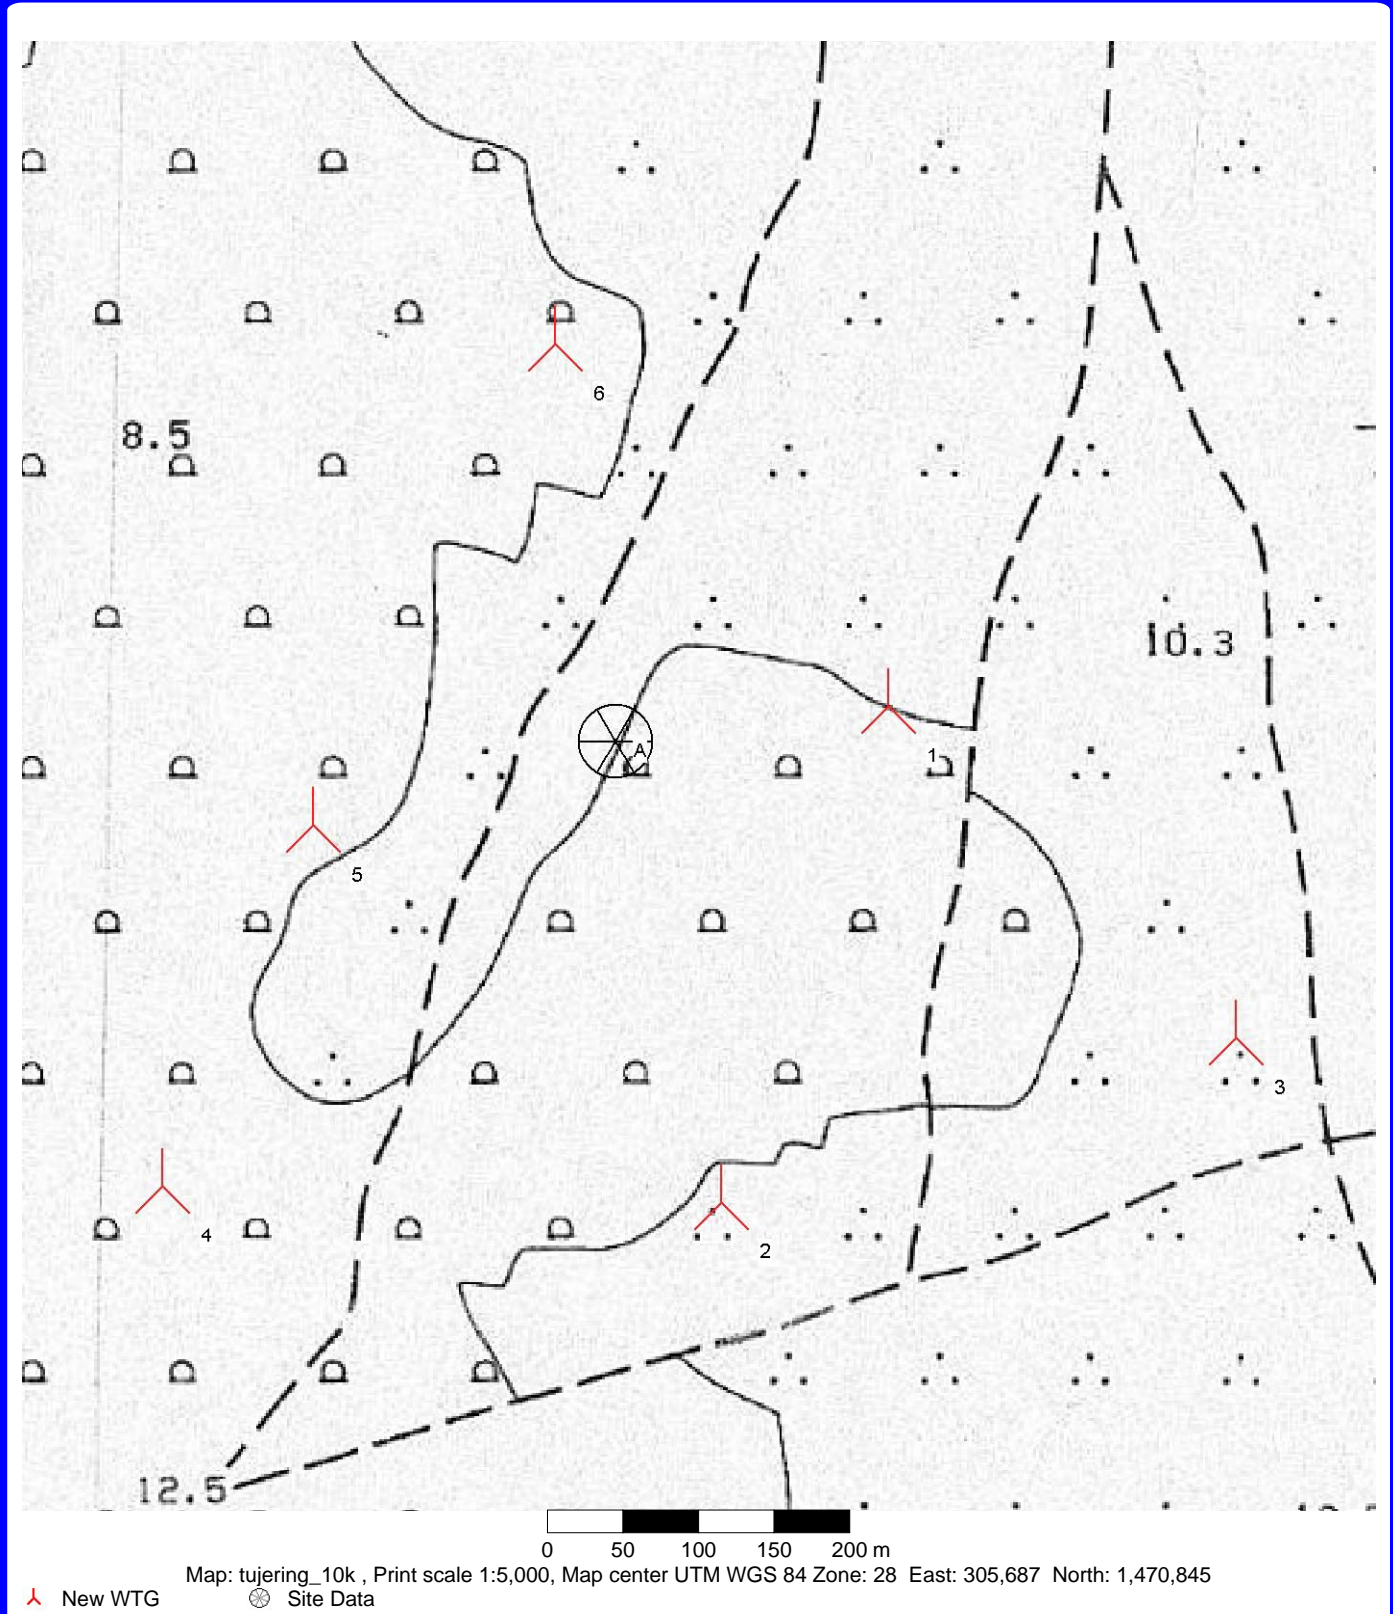 D D D D
D D D D
6
8.5
D D D D
D D D
10.3
A
1
D D D D D
5
D D D D D D
D D D D D
3
D D D D
4
2
D D D D
12.5
0 50 100 150 200 m
Map: tujering_10k , Print scale 1:5,000, Map center UTM WGS 84 Zone: 28 East: 305,687 North: 1,470,845
New WTG Site Data